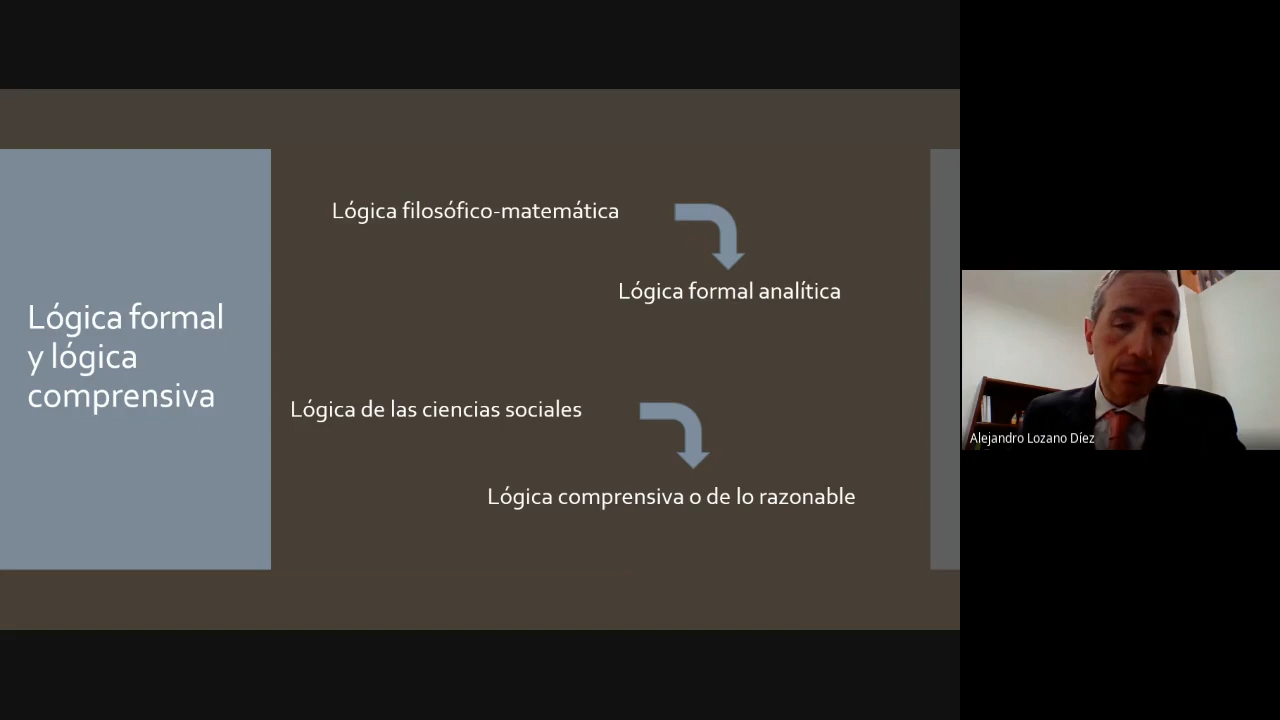 Lógica formal
y lógica
comprensiva
Lógica filosófico-matemática
Lógica formal analítica
Lógica de las ciencias sociales
Lógica comprensiva o de lo razonable
Alejandro Lozano Díez